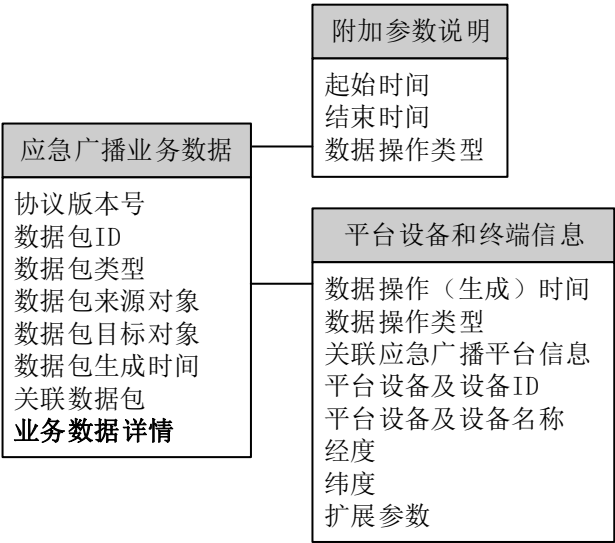 附加参数说明
起始时间
结束时间
数据操作类型
应急广播业务数据
协议版本号
数据包ID
数据包类型
数据包来源对象
数据包目标对象
数据包生成时间
关联数据包
业务数据详情
平台设备和终端信息
数据操作（生成）时间
数据操作类型
关联应急广播平台信息
平台设备及设备ID
平台设备及设备名称
经度
纬度
扩展参数